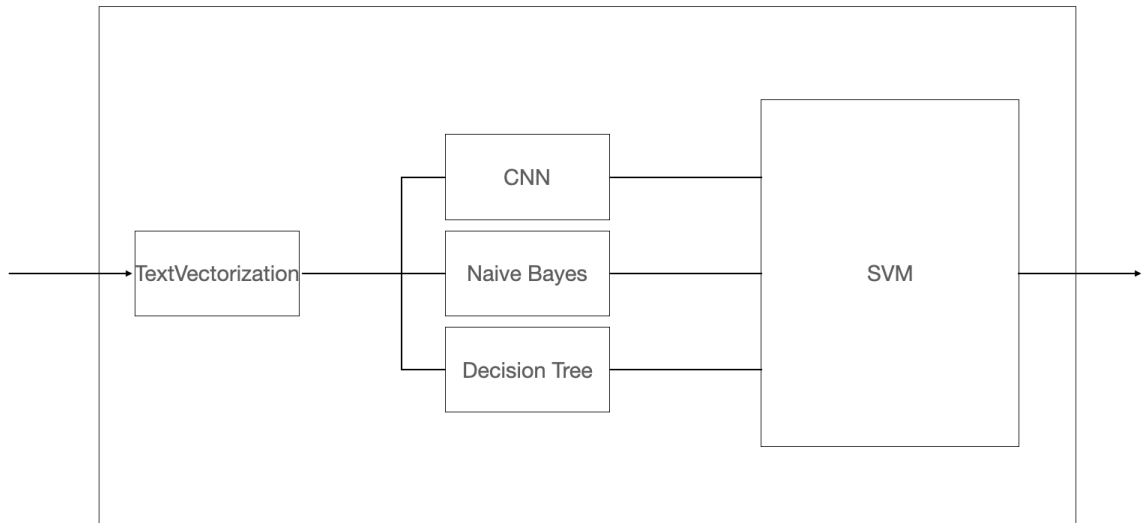 CNN
TextVectorization
Naive Bayes
SVM
Decision Tree